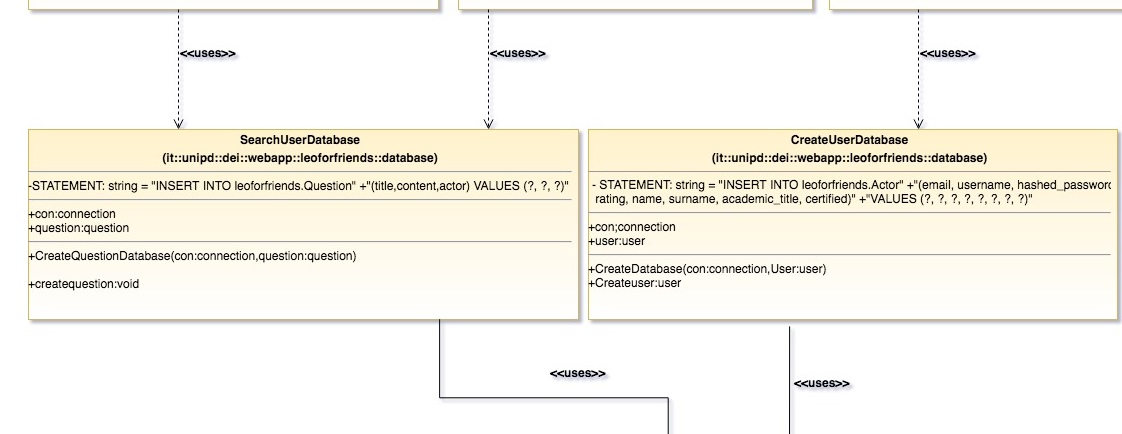 <<uses>>
<<uses>>
<<uses>>
SearchUserDatabase
(it::unipd::dei::webapp::leoforfriends::database)
-STATEMENT: string = "INSERT INTO leoforfriends.Question" +"(title,content,actor) VALUES (?, ?, ?)"
+con:connection
+question:question
+CreateQuestionDatabase(con:connection,question:question)
+createquestion:void
CreateUserDatabase
(it::unipd::dei::webapp::leoforfriends::database)
- STATEMENT: string = "INSERT INTO leoforfriends.Actor" +"(email, username, hashed_password
rating, name, surname, academic_title, certified)" +"VALUES (?, ?, ?, ?, ?, ?, ?, ?)"
+con;connection
+user:user
+CreateDatabase(con:connection,User:user)
+Createuser:user
<<uses>>
<<uses>>